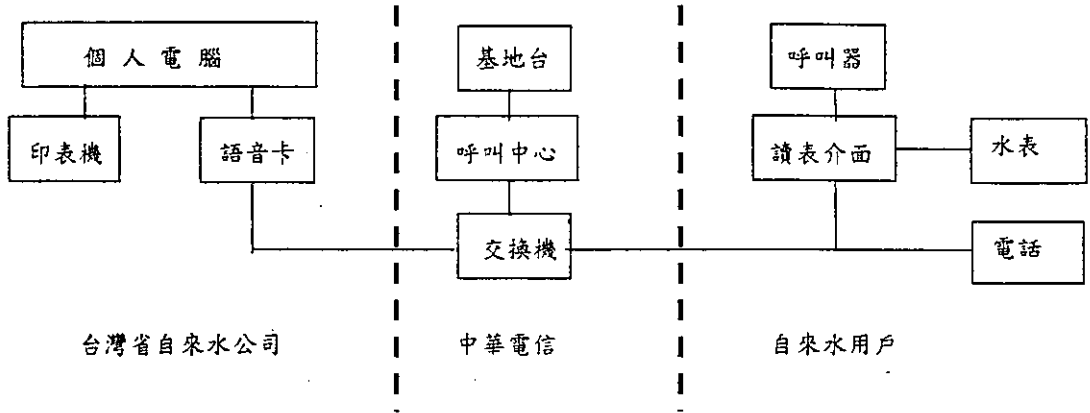 個人電腦
基地台
呼叫器
印表機
語音卡
呼叫中心
讀表介面
水表
交換機
電話
台灣省自來水公司
中華電信
自來水用戶